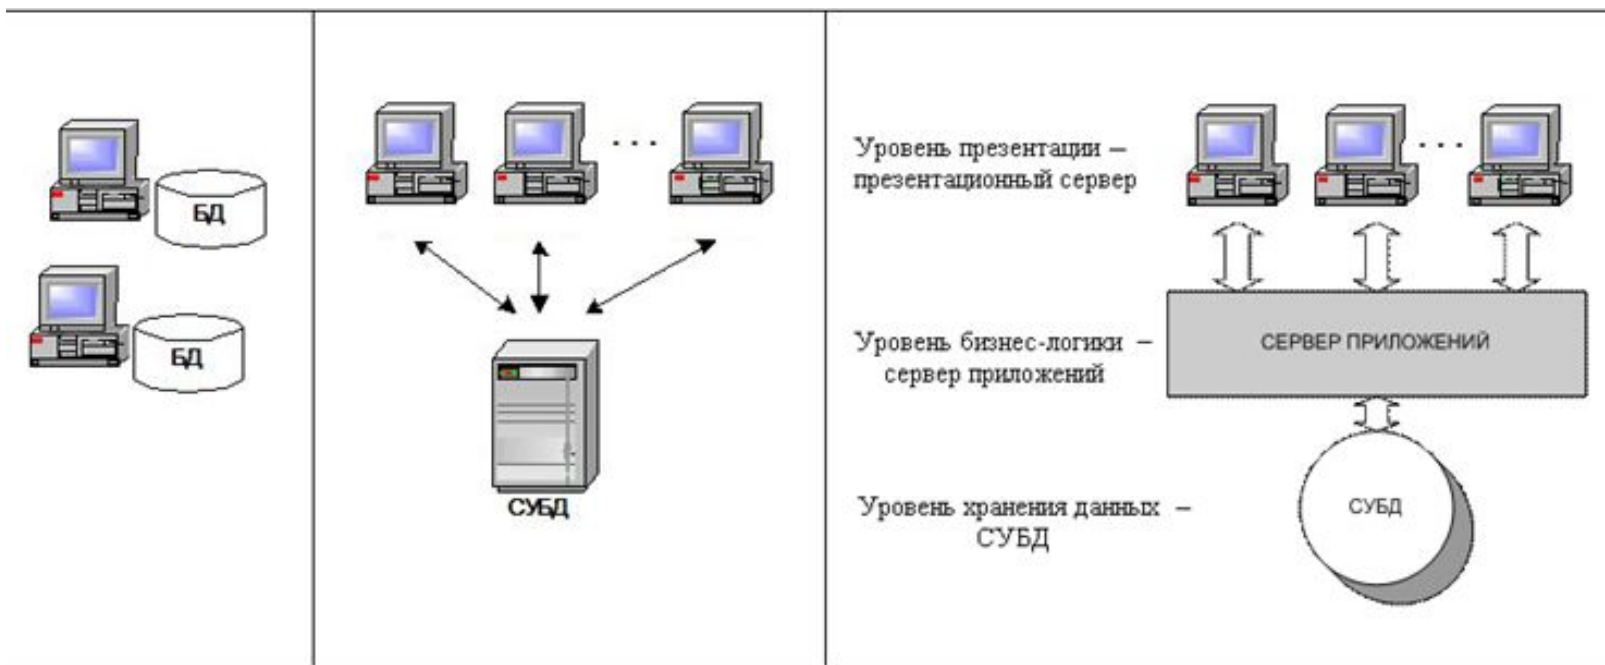 БД
БД
СУБД
Уровень презентации –
презентационный сервер
Уровень бизнес-логики –
сервер приложений
СЕРВЕР ПРИЛОЖЕНИЙ
Уровень хранения данных –
СУБД
СУБД